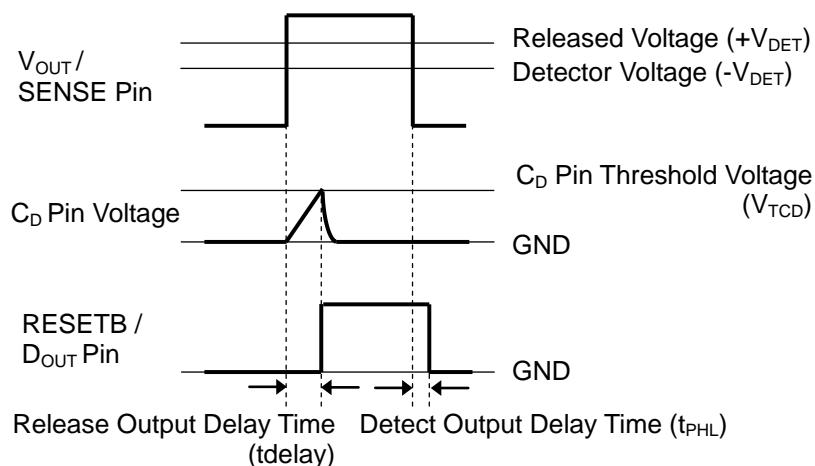 Released Voltage (+VDET)
VOUT /
SENSE Pin
Detector Voltage (-VDET)
CD Pin Threshold Voltage
(VTCD)
CD Pin Voltage
GND
RESETB /
DOUT Pin
GND
Release Output Delay Time
(tdelay)
Detect Output Delay Time (tPHL)